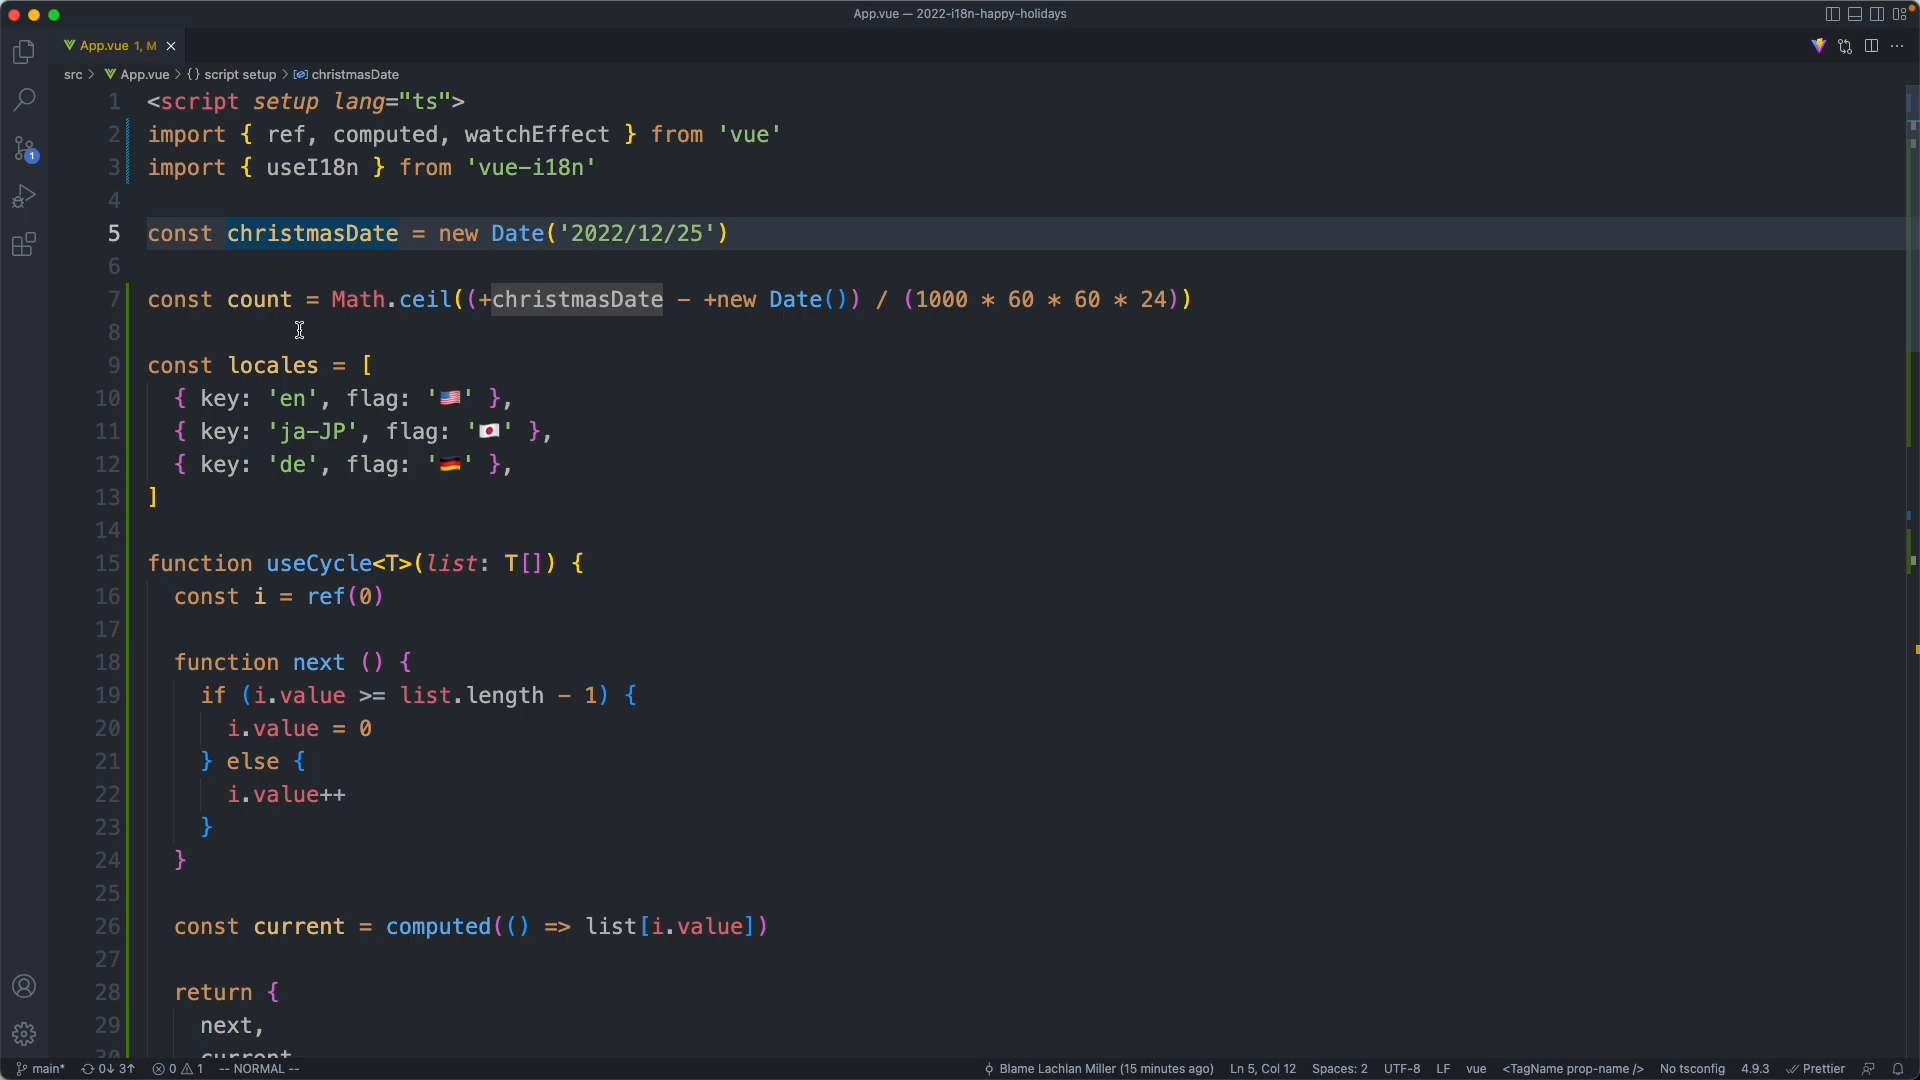 App.vue — 2022-i18n-happy-holidays
App.vue 1, M
src > App.vue > {} script setup > christmasDate
1 <script setup lang="ts">
2 import { ref, computed, watchEffect } from 'vue'
3 import { useI18n } from 'vue-i18n'
4
5 const christmasDate = new Date('2022/12/25')
6
7 const count = Math.ceil((+christmasDate - +new Date()) / (1000 * 60 * 60 * 24))
8
9 const locales = [
10 { key: 'en', flag: '🇺🇸' },
11 { key: 'ja-JP', flag: '🇯🇵' },
12 { key: 'de', flag: '🇩🇪' },
13 ]
14
15 function useCycle<T>(list: T[]) {
16 const i = ref(0)
17
18 function next () {
19 if (i.value >= list.length - 1) {
20 i.value = 0
21 } else {
22 i.value++
23 }
24 }
25
26 const current = computed(() => list[i.value])
27
28 return {
29 next,
30 current
1
main* 0↓ 3↑ 0 1 -- NORMAL -- Blame Lachlan Miller (15 minutes ago) Ln 5, Col 12 Spaces: 2 UTF-8 LF vue <TagName prop-name /> No tsconfig 4.9.3 Prettier